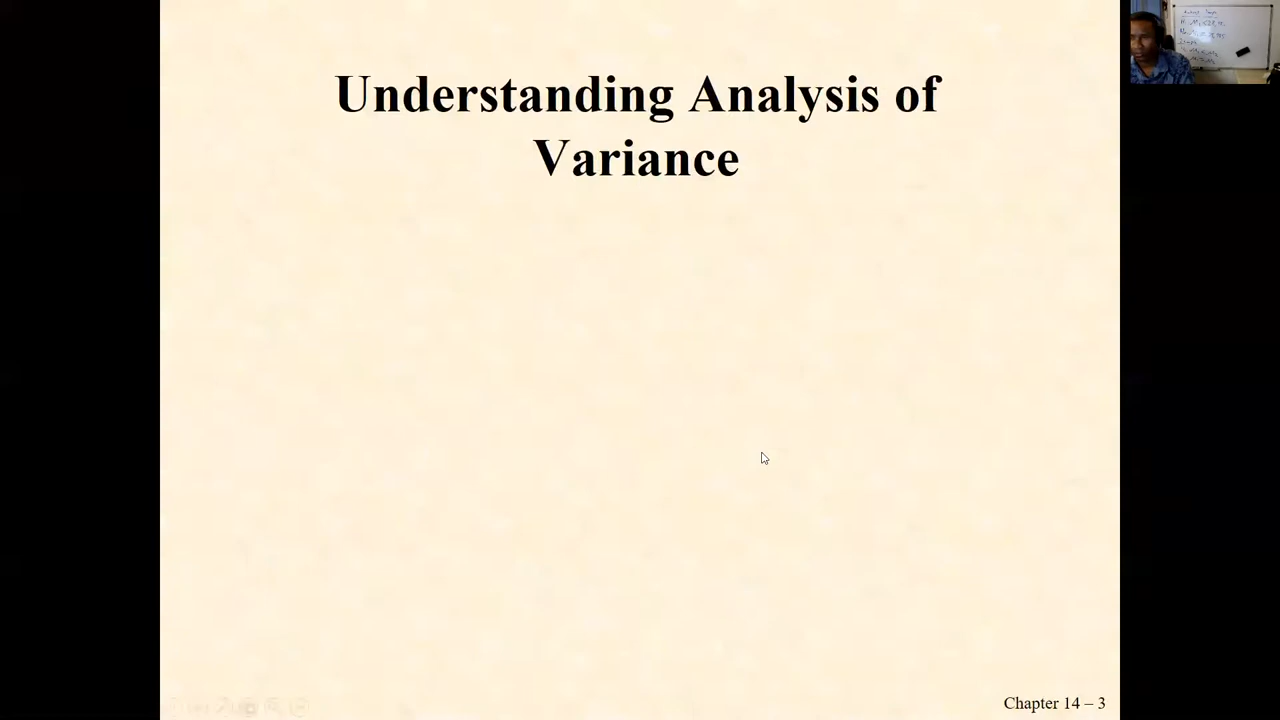 Understanding Analysis of
Variance
Chapter 14 – 3